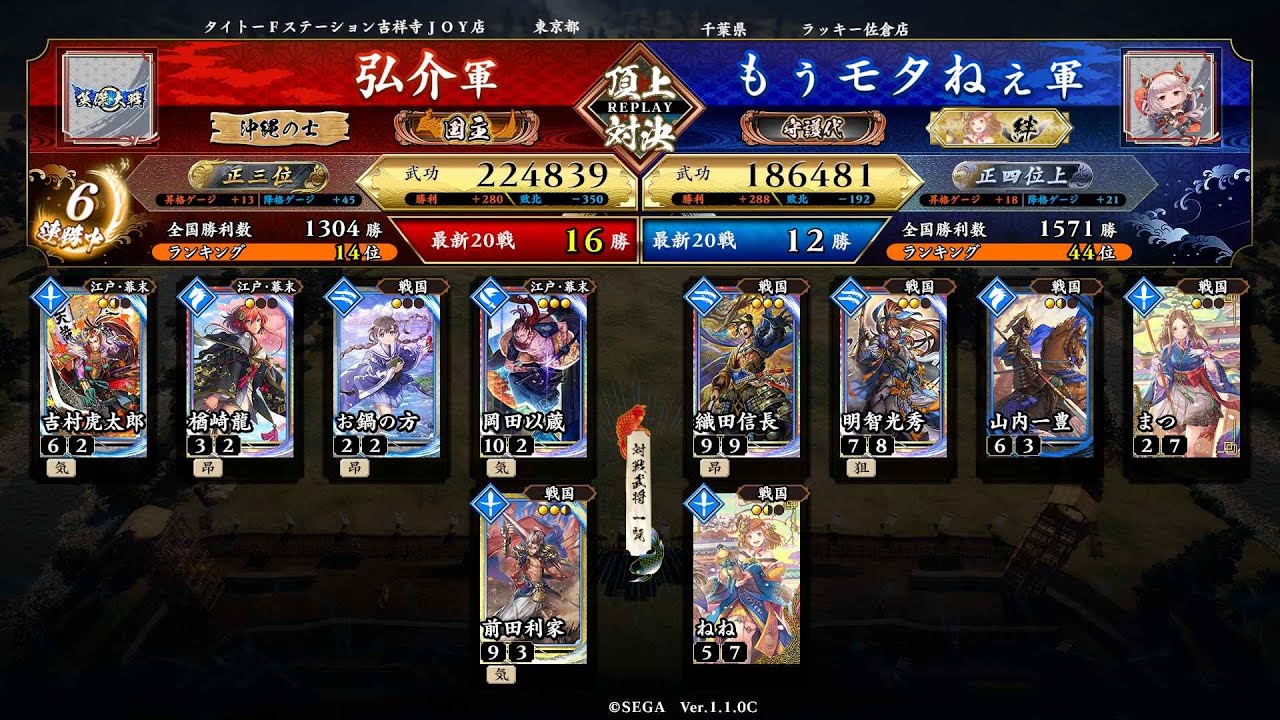 タイトーFステーション吉祥寺JOY店 東京都
千葉県 ラッキー佐倉店
弘介軍
頂上
REPLAY
対決
もぅモタねぇ軍
英傑大戦
沖縄の士
国主
守護代
絆
正三位
昇格ゲージ +13 降格ゲージ +45
武功 224839
勝利 +280 敗北 -350
武功 186481
勝利 +288 敗北 -192
正四位上
昇格ゲージ +18 降格ゲージ +21
6
連勝中
全国勝利数 1304勝
ランキング 14位
最新20戦 16勝
最新20戦 12勝
全国勝利数 1571勝
ランキング 44位
江戸・幕末
吉村虎太郎
6 2
気
江戸・幕末
楢崎龍
3 2
昴
戦国
お鍋の方
2 2
昴
江戸・幕末
岡田以蔵
10 2
気
戦国
織田信長
9 9
昴
戦国
明智光秀
7 8
狙
戦国
山内一豊
6 3
戦国
まつ
2 7
対戦武将一覧
戦国
前田利家
9 3
気
戦国
ねね
5 7
©SEGA Ver.1.1.0C